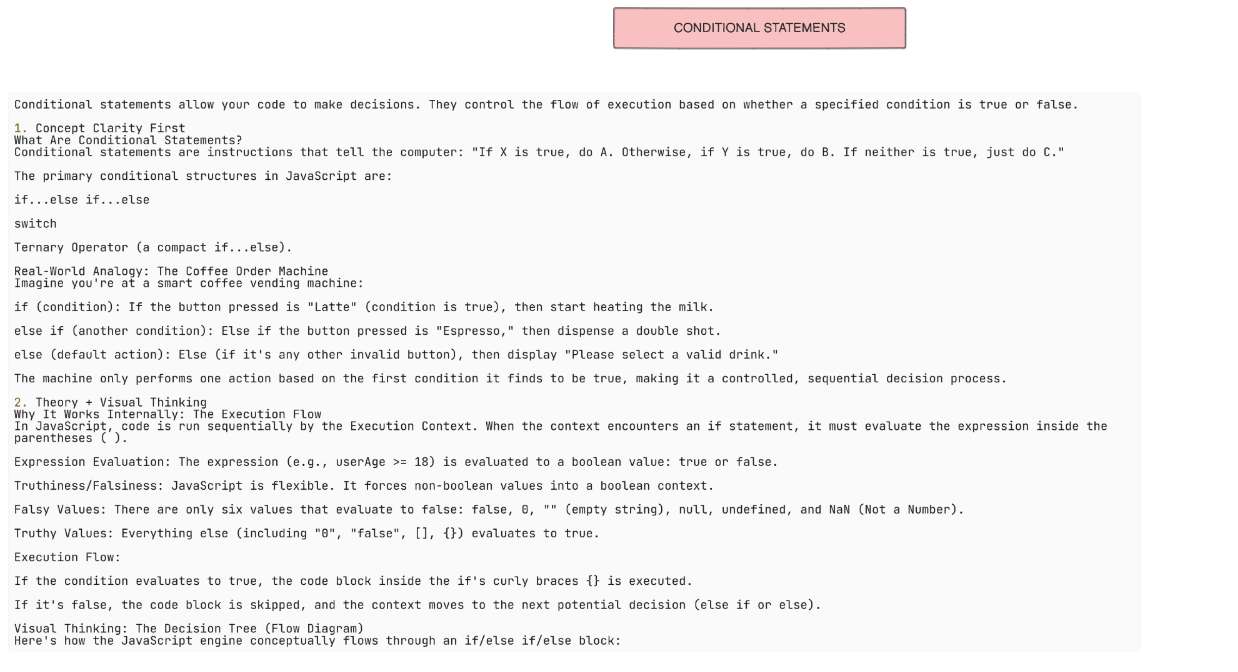 CONDITIONAL STATEMENTS
Conditional statements allow your code to make decisions. They control the flow of execution based on whether a specified condition is true or false.
1. Concept Clarity First
What Are Conditional Statements?
Conditional statements are instructions that tell the computer: "If X is true, do A. Otherwise, if Y is true, do B. If neither is true, just do C."
The primary conditional structures in JavaScript are:
if...else if...else
switch
Ternary Operator (a compact if...else).
Real-World Analogy: The Coffee Order Machine
Imagine you're at a smart coffee vending machine:
if (condition): If the button pressed is "Latte" (condition is true), then start heating the milk.
else if (another condition): Else if the button pressed is "Espresso," then dispense a double shot.
else (default action): Else (if it's any other invalid button), then display "Please select a valid drink."
The machine only performs one action based on the first condition it finds to be true, making it a controlled, sequential decision process.
2. Theory + Visual Thinking
Why It Works Internally: The Execution Flow
In JavaScript, code is run sequentially by the Execution Context. When the context encounters an if statement, it must evaluate the expression inside the
parentheses ( ).
Expression Evaluation: The expression (e.g., userAge >= 18) is evaluated to a boolean value: true or false.
Truthiness/Falsiness: JavaScript is flexible. It forces non-boolean values into a boolean context.
Falsy Values: There are only six values that evaluate to false: false, 0, "" (empty string), null, undefined, and NaN (Not a Number).
Truthy Values: Everything else (including "0", "false", [], {}) evaluates to true.
Execution Flow:
If the condition evaluates to true, the code block inside the if's curly braces {} is executed.
If it's false, the code block is skipped, and the context moves to the next potential decision (else if or else).
Visual Thinking: The Decision Tree (Flow Diagram)
Here's how the JavaScript engine conceptually flows through an if/else if/else block: